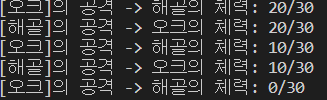 [오크]의 공격 -> 해골의 체력: 20/30
[해골]의 공격 -> 오크의 체력: 20/30
[오크]의 공격 -> 해골의 체력: 10/30
[해골]의 공격 -> 오크의 체력: 10/30
[오크]의 공격 -> 해골의 체력: 0/30